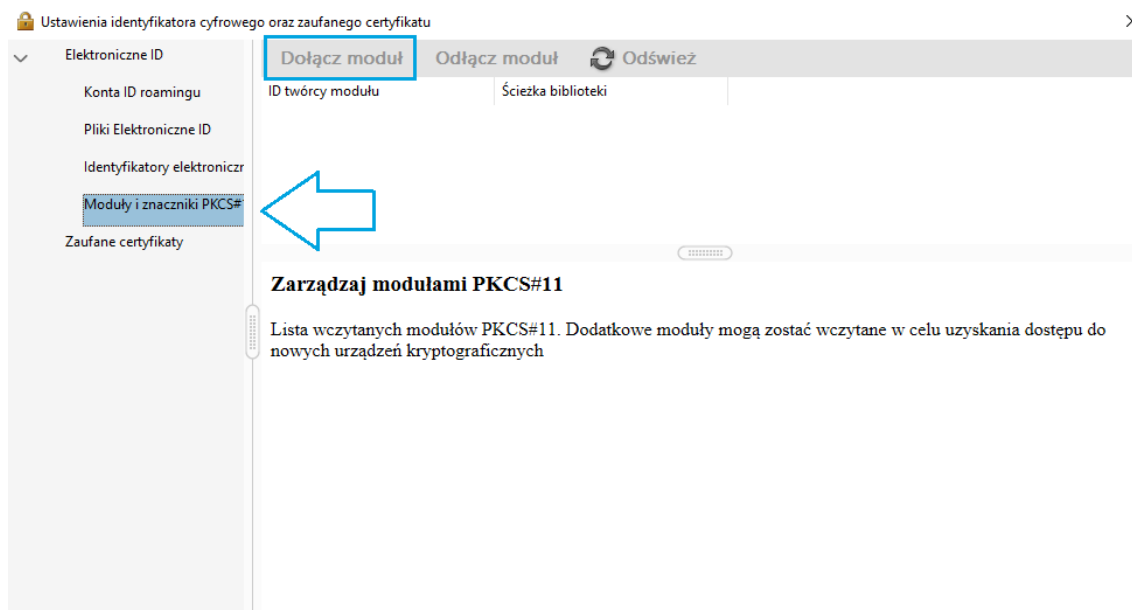 Ustawienia identyfikatora cyfrowego oraz zaufanego certyfikatu
Elektroniczne ID
Konta ID roamingu
Pliki Elektroniczne ID
Identyfikatory elektroniczn
Moduły i znaczniki PKCS#1
Zaufane certyfikaty
Dołącz moduł Odłącz moduł Odśwież
ID twórcy modułu Ścieżka biblioteki
Zarządzaj modułami PKCS#11
Lista wczytanych modułów PKCS#11. Dodatkowe moduły mogą zostać wczytane w celu uzyskania dostępu do
nowych urządzeń kryptograficznych